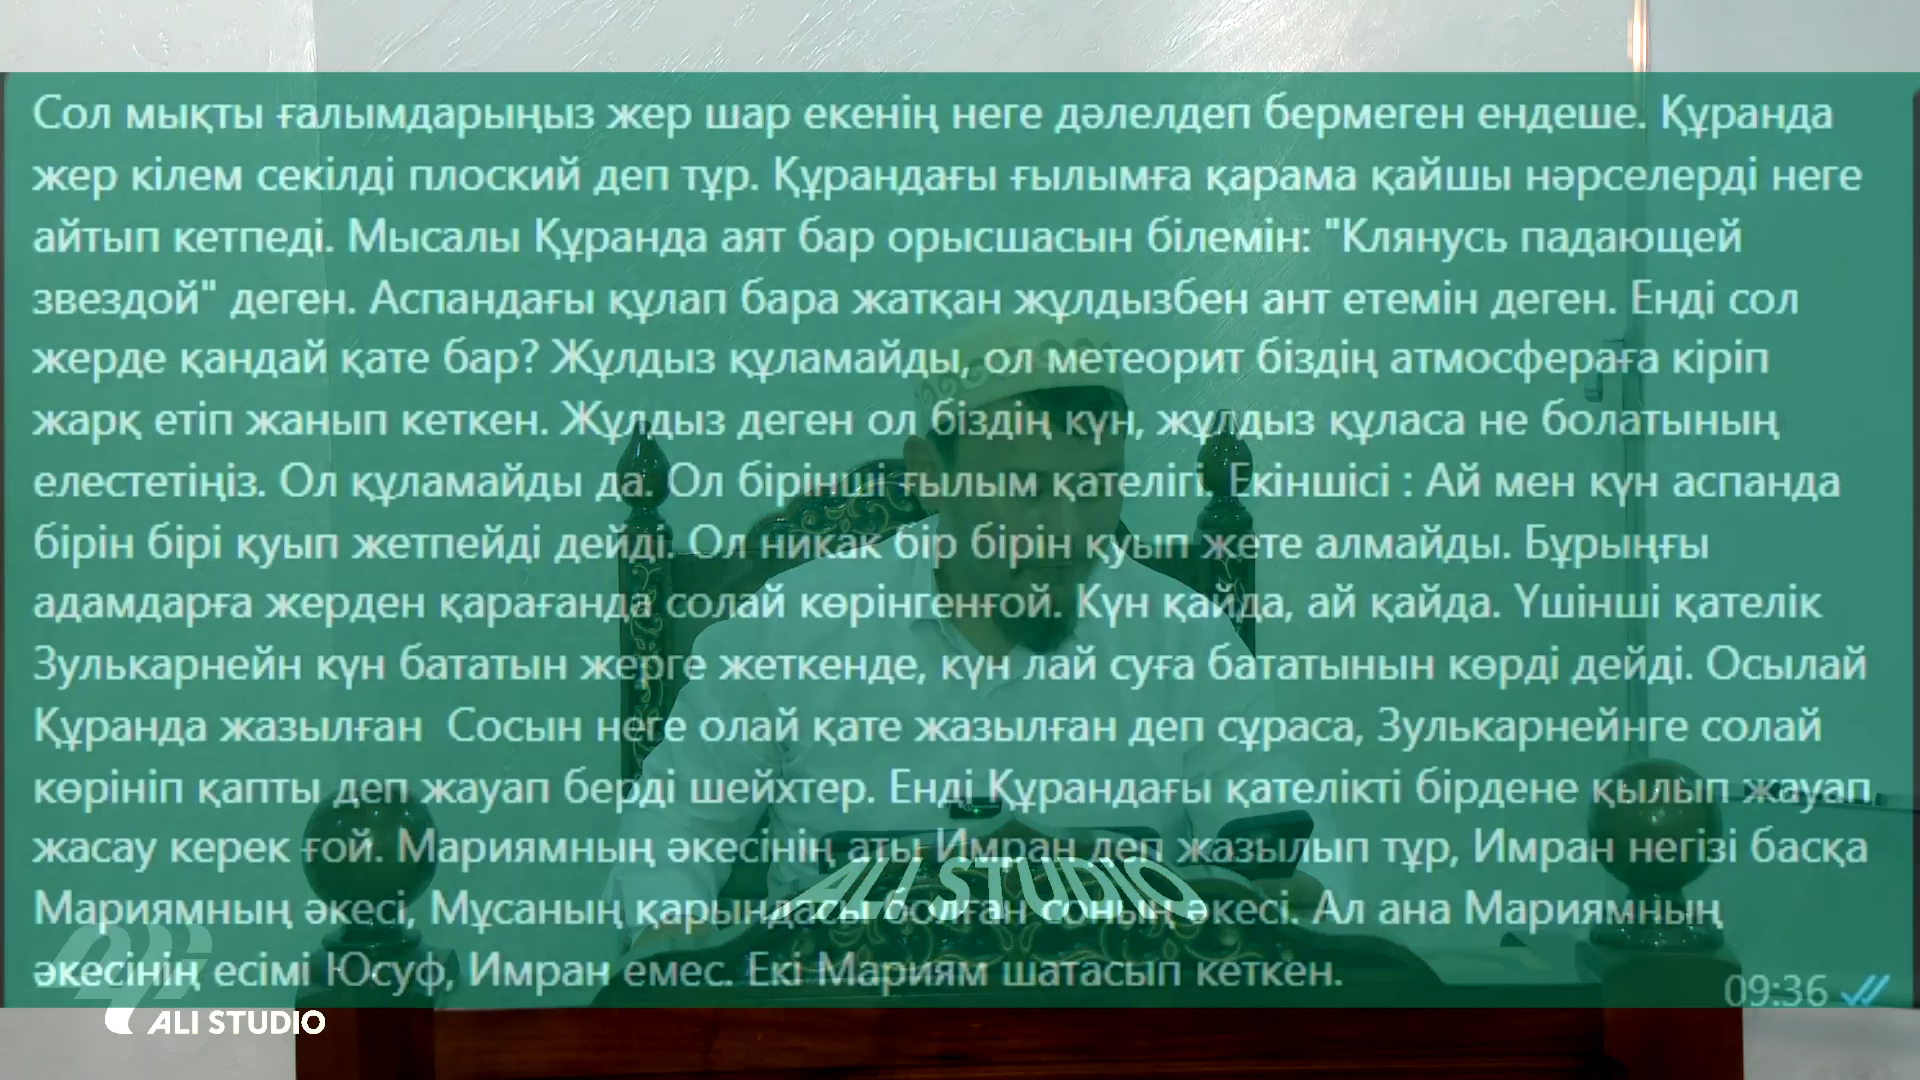 Сол мықты ғалымдарыңыз жер шар екенің неге дәлелдеп бермеген ендеше. Құранда
жер кілем секілді плоский деп тұр. Құрандағы ғылымға қарама қайшы нәрселерді неге
айтып кетпеді. Мысалы Құранда аят бар орысшасын білемін: "Клянусь падающей
звездой" деген. Аспандағы құлап бара жатқан жұлдызбен ант етемін деген. Енді сол
жерде қандай қате бар? Жұлдыз құламайды, ол метеорит біздің атмосфераға кіріп
жарқ етіп жанып кеткен. Жұлдыз деген ол біздің күн, жұлдыз құласа не болатының
елестетіңіз. Ол құламайды да. Ол бірінші ғылым қателігі. Екіншісі : Ай мен күн аспанда
бірін бірі қуып жетпейді дейді. Ол никак бір бірін қуып жете алмайды. Бұрыңғы
адамдарға жерден қарағанда солай көрінгенғой. Күн қайда, ай қайда. Үшінші қателік
Зулькарнейн күн бататын жерге жеткенде, күн лай суға бататынын көрді дейді. Осылай
Құранда жазылған Сосын неге олай қате жазылған деп сұраса, Зулькарнейнге солай
көрініп қапты деп жауап берді шейхтер. Енді Құрандағы қателікті бірдене қылып жауап
жасау керек ғой. Мариямның әкесінің аты Имран деп жазылып тұр, Имран негізі басқа
Мариямның әкесі, Мұсаның қарындасы болған соның әкесі. Ал ана Мариямның
әкесінің есімі Юсуф, Имран емес. Екі Мариям шатасып кеткен.
09:36
ALI STUDIO
ALI STUDIO